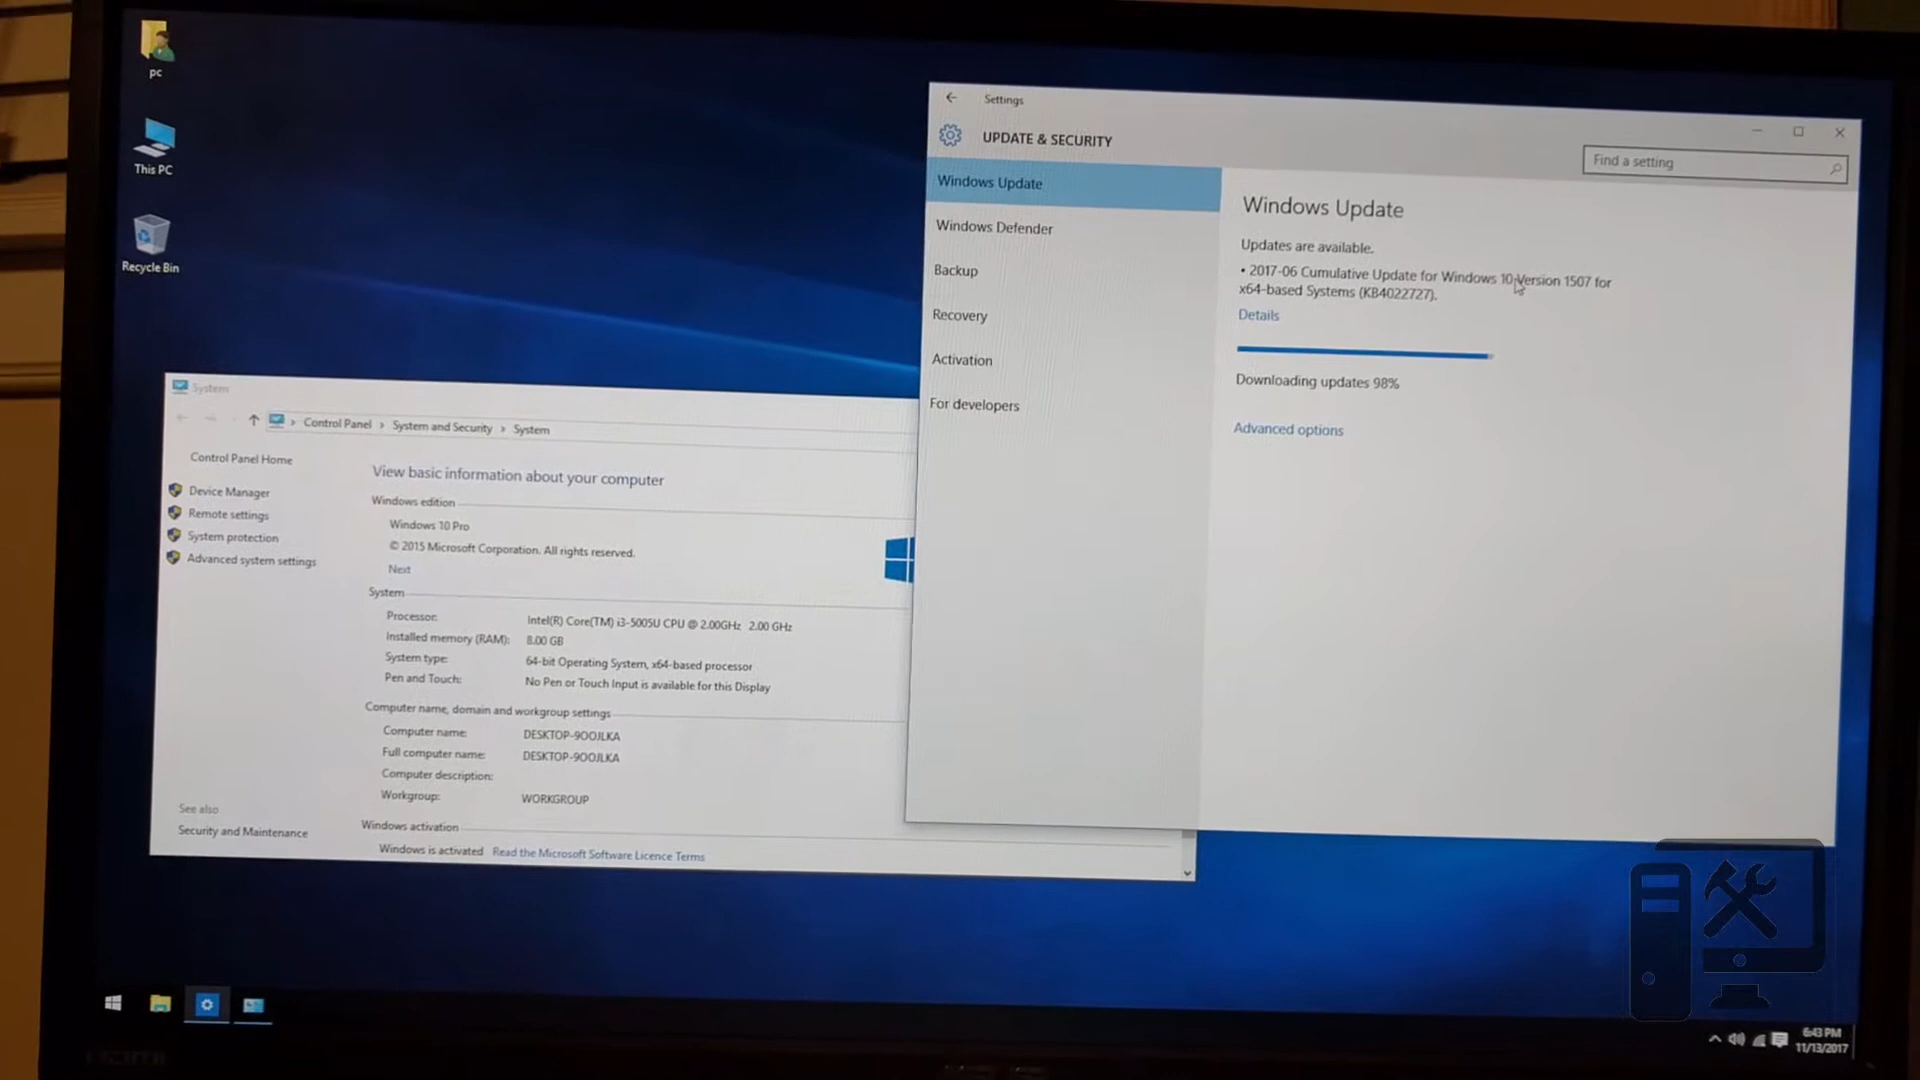 pc
This PC
Recycle Bin
Settings
UPDATE & SECURITY
Find a setting
Windows Update
Windows Defender
Backup
Recovery
Activation
For developers
Windows Update
Updates are available.
• 2017-06 Cumulative Update for Windows 10 Version 1507 for
x64-based Systems (KB4022727).
Details
Downloading updates 98%
Advanced options
System
Control Panel > System and Security > System
Control Panel Home
Device Manager
Remote settings
System protection
Advanced system settings
See also
Security and Maintenance
View basic information about your computer
Windows edition
Windows 10 Pro
© 2015 Microsoft Corporation. All rights reserved.
Next
System
Processor: Intel(R) Core(TM) i3-5005U CPU @ 2.00GHz 2.00 GHz
Installed memory (RAM): 8.00 GB
System type: 64-bit Operating System, x64-based processor
Pen and Touch: No Pen or Touch Input is available for this Display
Computer name, domain and workgroup settings
Computer name: DESKTOP-9OOJLKA
Full computer name: DESKTOP-9OOJLKA
Computer description:
Workgroup: WORKGROUP
Windows activation
Windows is activated Read the Microsoft Software Licence Terms
6:43 PM
11/13/2017
HDMI